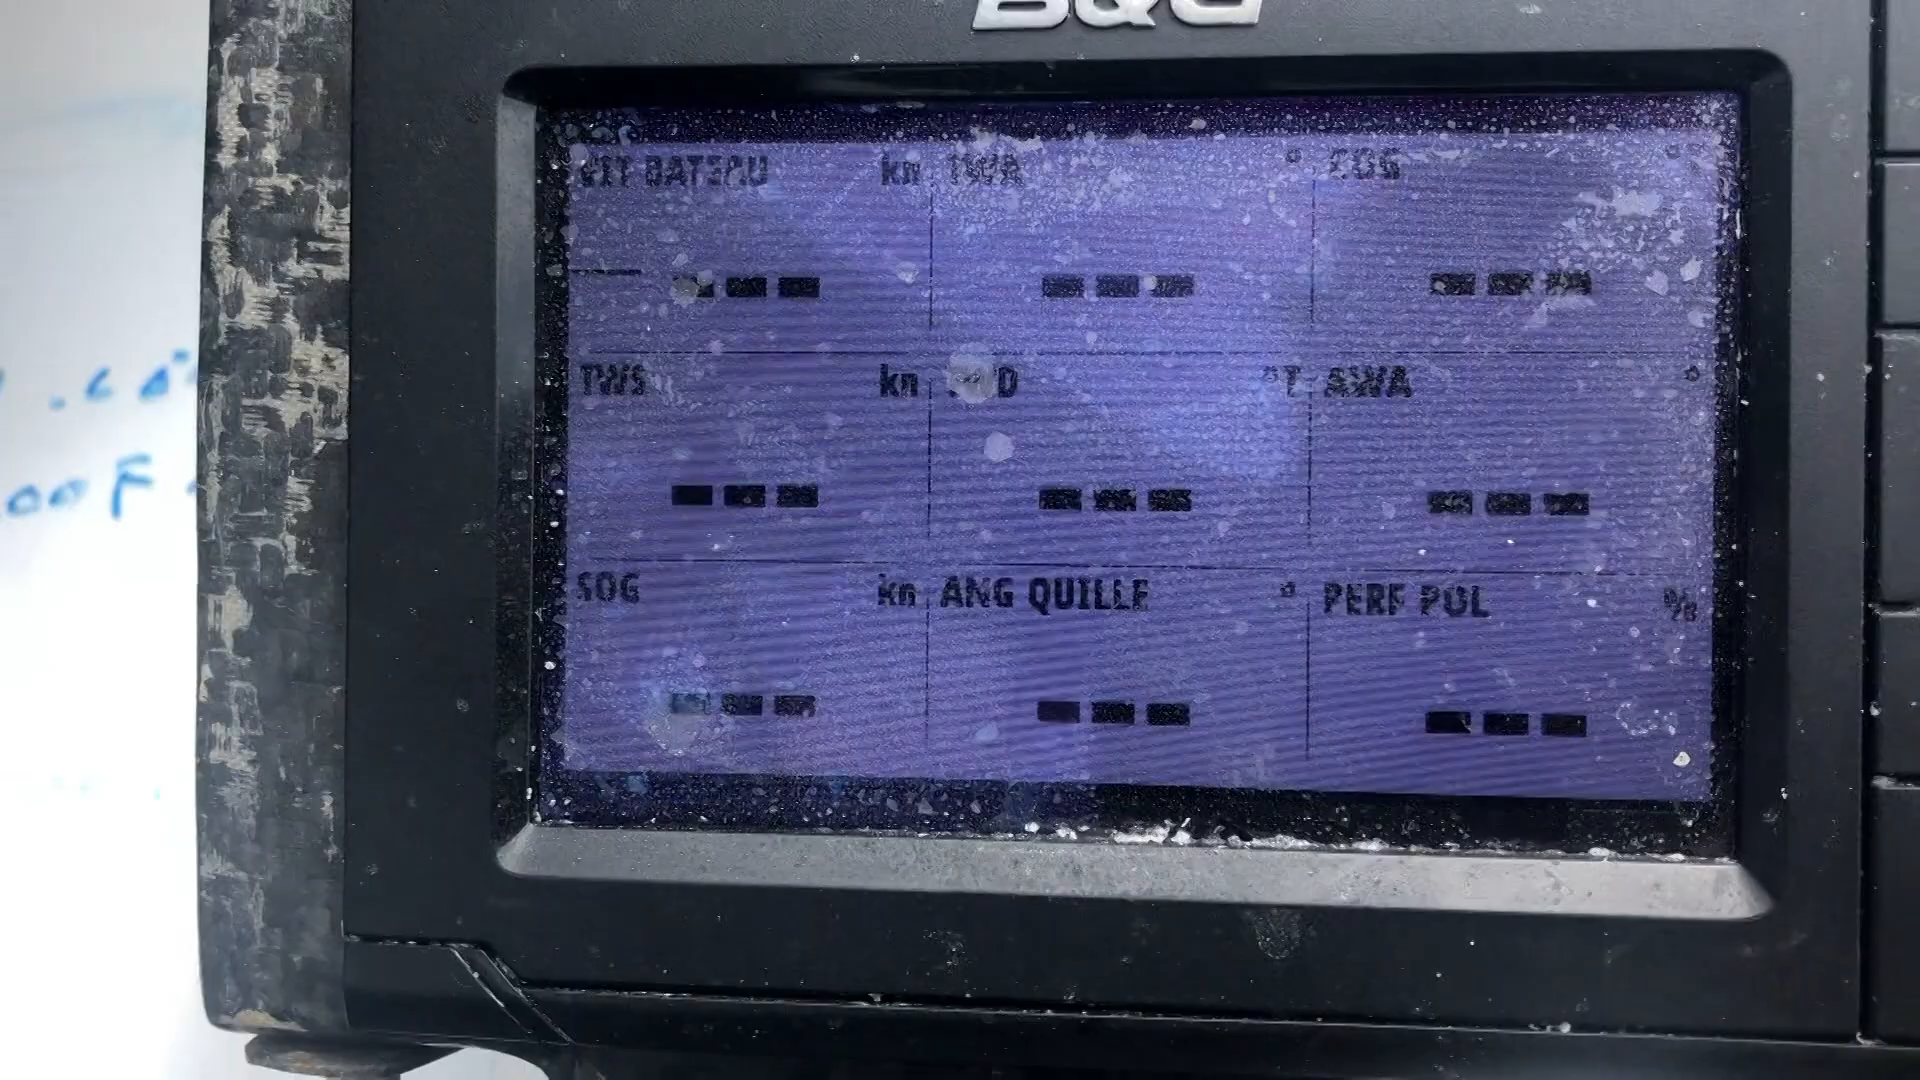 B&G
VIT BATEAU kn TWA ° COG °
--- --- ---
TWS kn °T AWA °
--- --- ---
SOG kn ANG QUILLE ° PERF POL %
--- --- ---